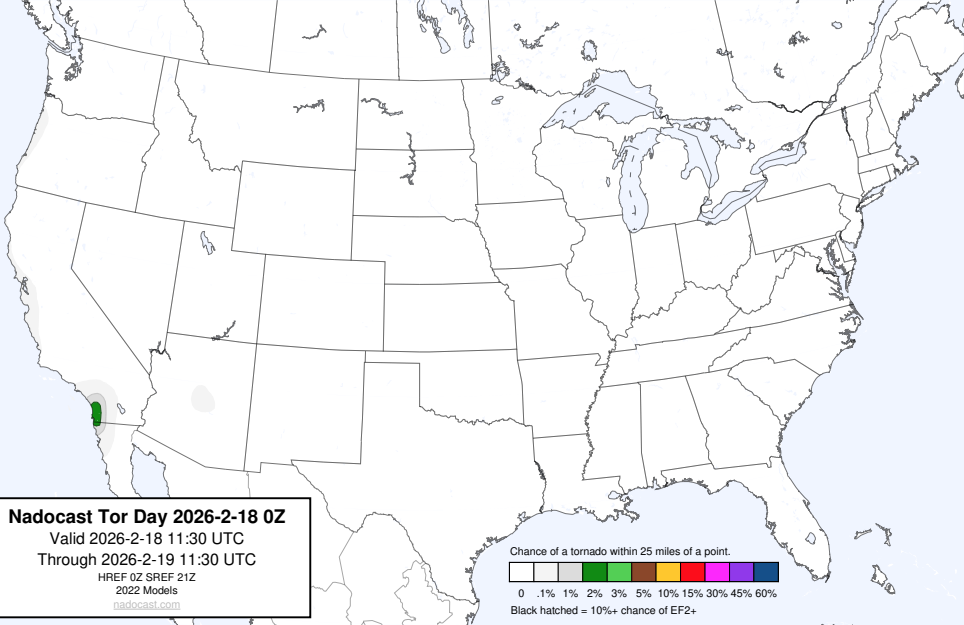 Nadocast Tor Day 2026-2-18 0Z
Valid 2026-2-18 11:30 UTC
Through 2026-2-19 11:30 UTC
HREF 0Z SREF 21Z
2022 Models
nadocast.com
Chance of a tornado within 25 miles of a point.
0 .1% 1% 2% 3% 5% 10% 15% 30% 45% 60%
Black hatched = 10%+ chance of EF2+